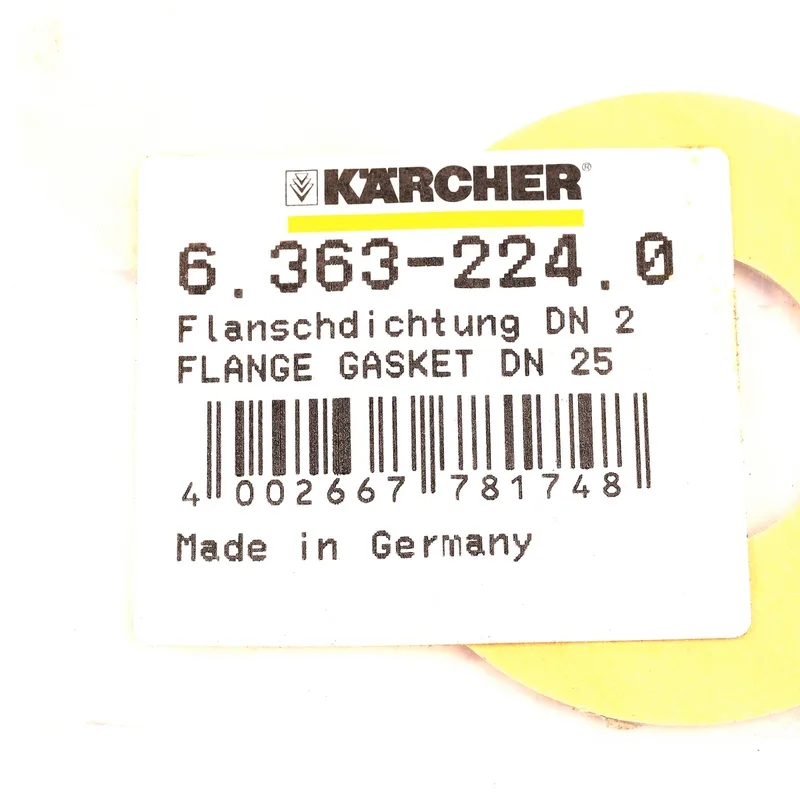 KÄRCHER®
6.363-224.0
Flanschdichtung DN 2
FLANGE GASKET DN 25
4 002667 781748
Made in Germany